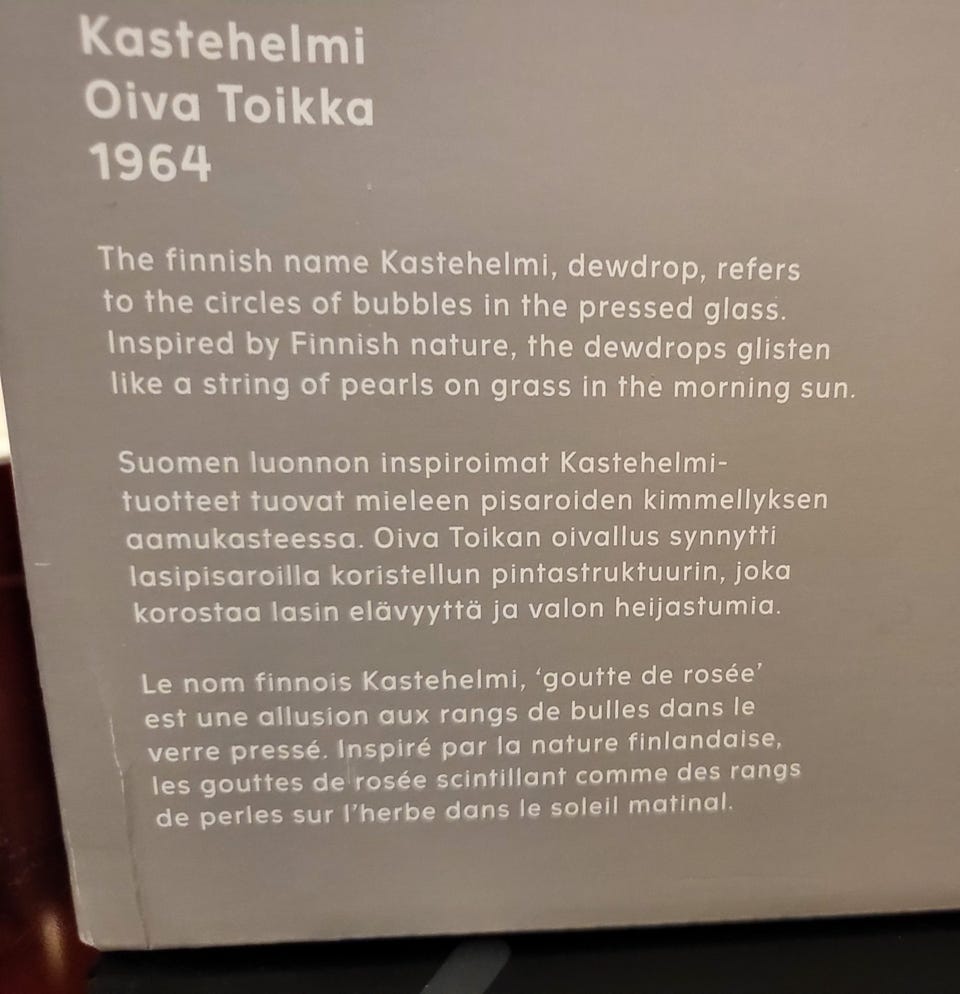 Kastehelmi
Oiva Toikka
1964
The finnish name Kastehelmi, dewdrop, refers
to the circles of bubbles in the pressed glass.
Inspired by Finnish nature, the dewdrops glisten
like a string of pearls on grass in the morning sun.
Suomen luonnon inspiroimat Kastehelmi-
tuotteet tuovat mieleen pisaroiden kimmellyksen
aamukasteessa. Oiva Toikan oivallus synnytti
lasipisaroilla koristellun pintastruktuurin, joka
korostaa lasin elävyyttä ja valon heijastumia.
Le nom finnois Kastehelmi, ‘goutte de rosée’
est une allusion aux rangs de bulles dans le
verre pressé. Inspiré par la nature finlandaise,
les gouttes de rosée scintillant comme des rangs
de perles sur l’herbe dans le soleil matinal.